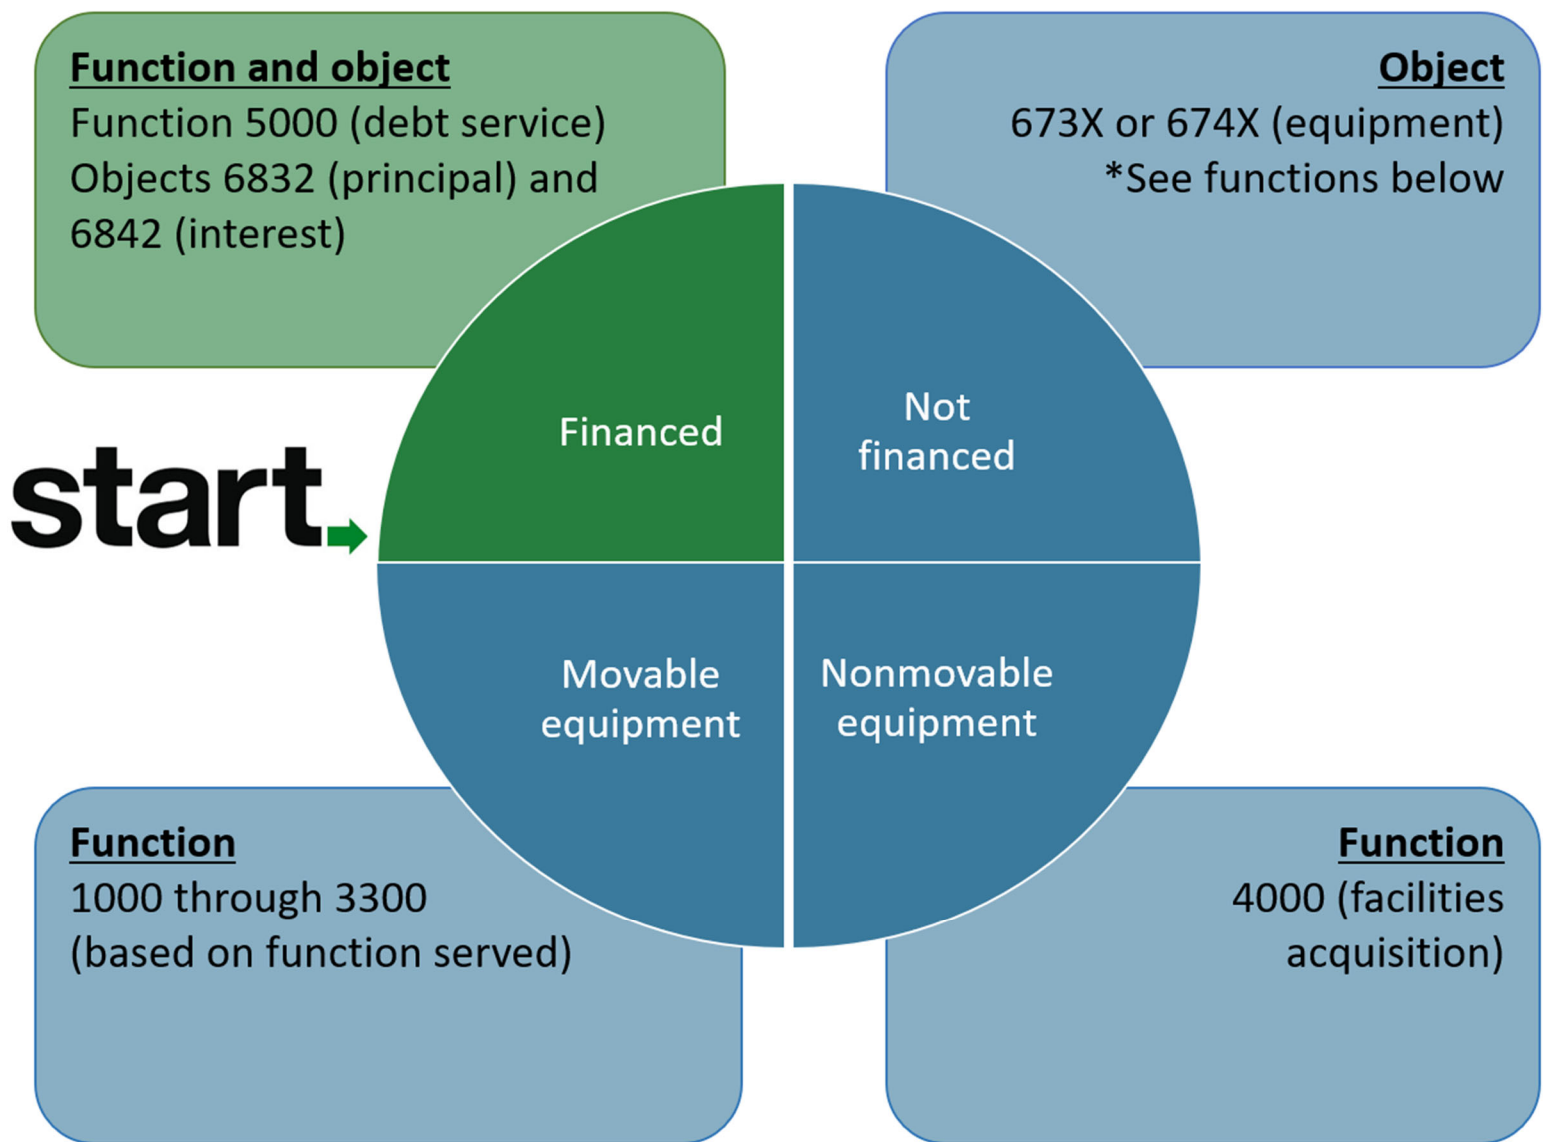 Function and object
Function 5000 (debt service)
Objects 6832 (principal) and
6842 (interest)
Object
673X or 674X (equipment)
*See functions below
start
Financed
Not
financed
Movable
equipment
Nonmovable
equipment
Function
1000 through 3300
(based on function served)
Function
4000 (facilities
acquisition)